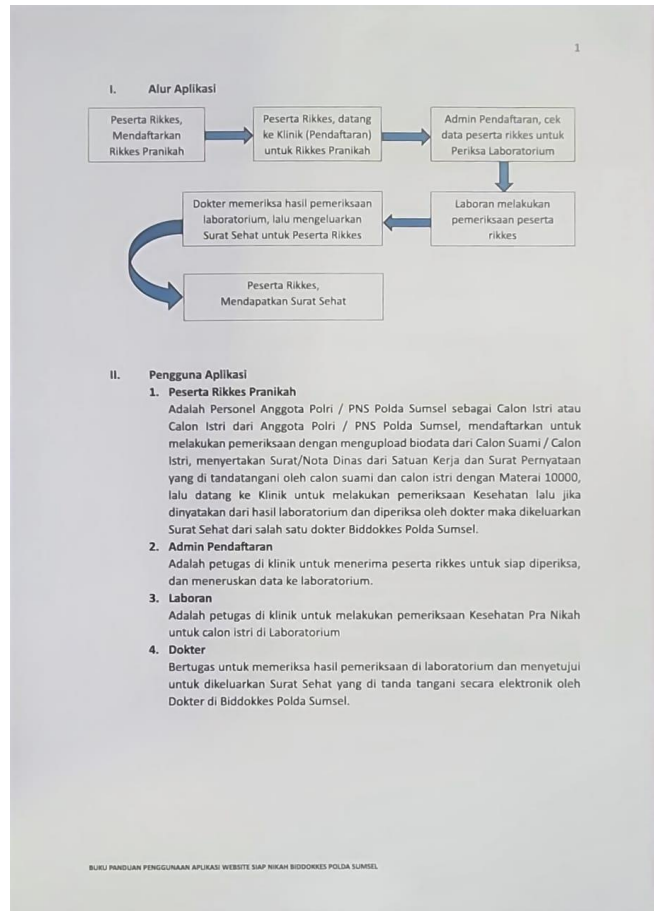 1
I. Alur Aplikasi
Peserta Rikkes,
Mendaftarkan
Rikkes Pranikah
Peserta Rikkes, datang
ke Klinik (Pendaftaran)
untuk Rikkes Pranikah
Admin Pendaftaran, cek
data peserta rikkes untuk
Periksa Laboratorium
Laboran melakukan
pemeriksaan peserta
rikkes
Dokter memeriksa hasil pemeriksaan
laboratorium, lalu mengeluarkan
Surat Sehat untuk Peserta Rikkes
Peserta Rikkes,
Mendapatkan Surat Sehat
II. Pengguna Aplikasi
1. Peserta Rikkes Pranikah
Adalah Personel Anggota Polri / PNS Polda Sumsel sebagai Calon Istri atau
Calon Istri dari Anggota Polri / PNS Polda Sumsel, mendaftarkan untuk
melakukan pemeriksaan dengan mengupload biodata dari Calon Suami / Calon
Istri, menyertakan Surat/Nota Dinas dari Satuan Kerja dan Surat Pernyataan
yang di tandatangani oleh calon suami dan calon istri dengan Materai 10000,
lalu datang ke Klinik untuk melakukan pemeriksaan Kesehatan lalu jika
dinyatakan dari hasil laboratorium dan diperiksa oleh dokter maka dikeluarkan
Surat Sehat dari salah satu dokter Biddokkes Polda Sumsel.
2. Admin Pendaftaran
Adalah petugas di klinik untuk menerima peserta rikkes untuk siap diperiksa,
dan meneruskan data ke laboratorium.
3. Laboran
Adalah petugas di klinik untuk melakukan pemeriksaan Kesehatan Pra Nikah
untuk calon istri di Laboratorium
4. Dokter
Bertugas untuk memeriksa hasil pemeriksaan di laboratorium dan menyetujui
untuk dikeluarkan Surat Sehat yang di tanda tangani secara elektronik oleh
Dokter di Biddokkes Polda Sumsel.
BUKU PANDUAN PENGGUNAAN APLIKASI WEBSITE SIAP NIKAH BIDDOKKES POLDA SUMSEL